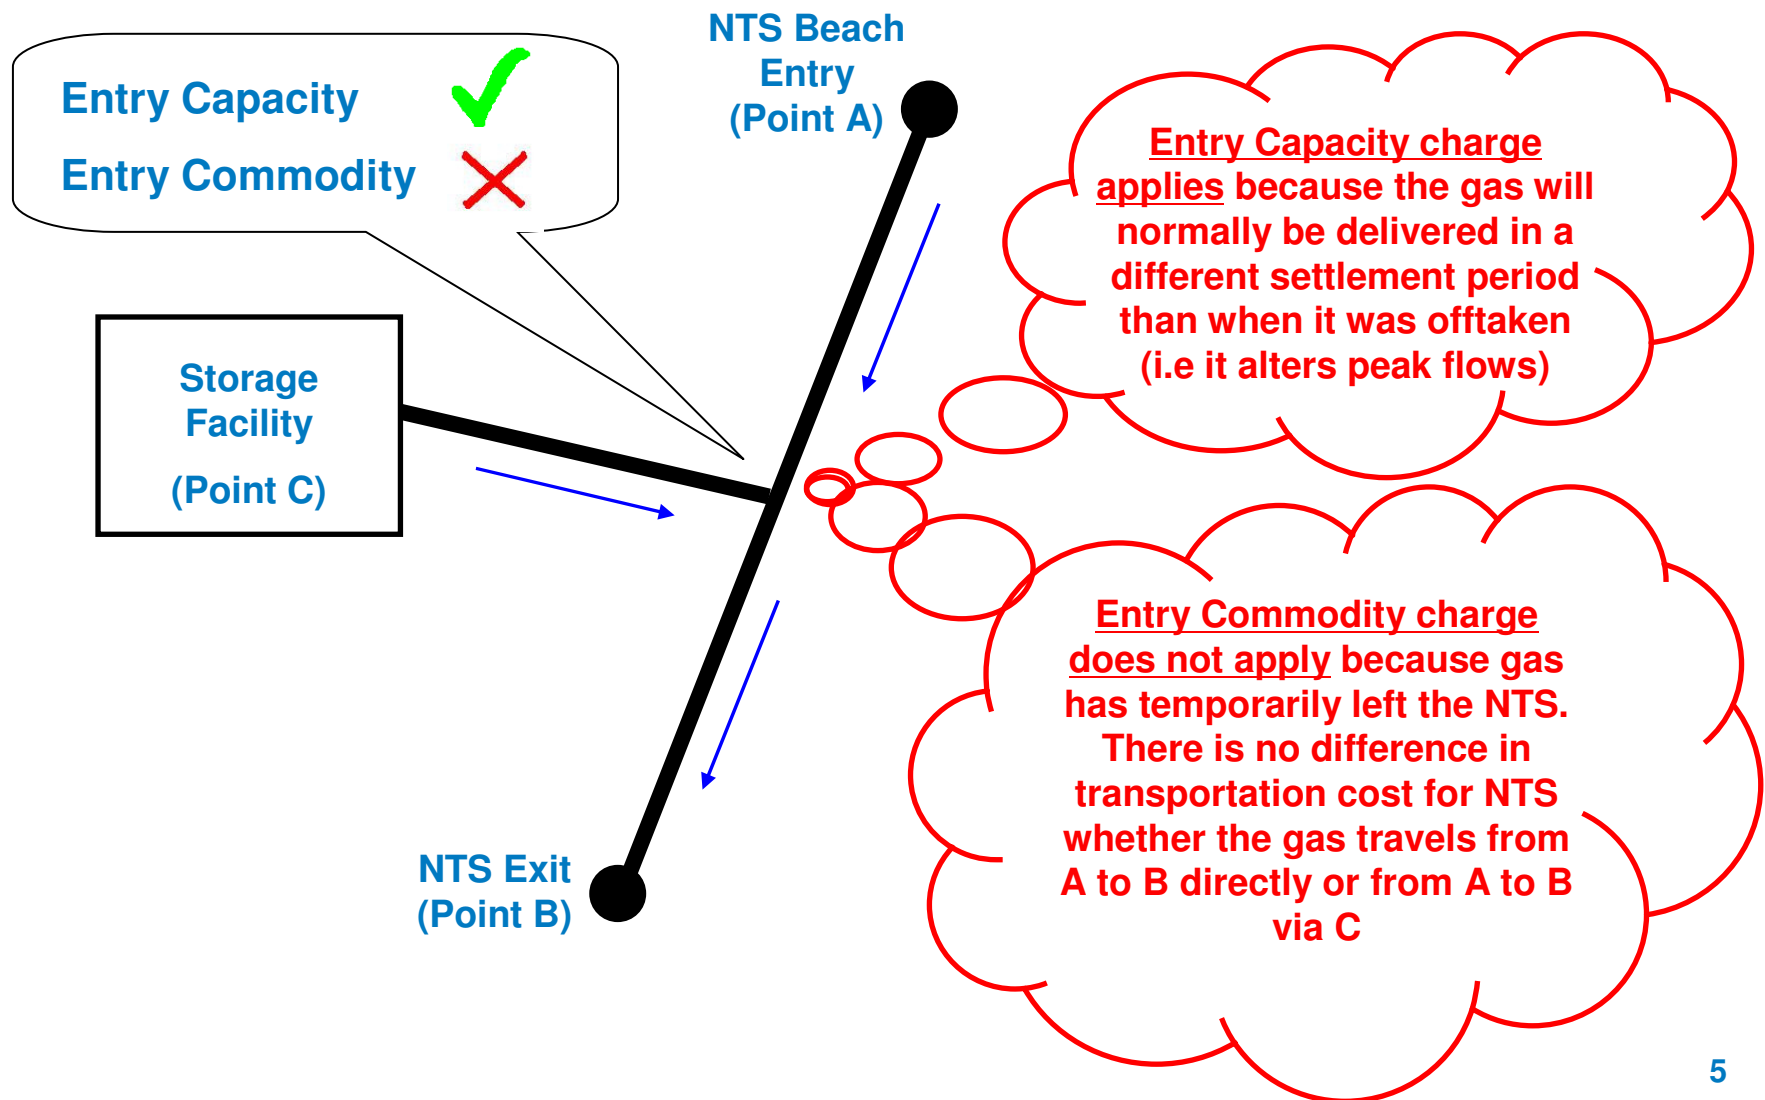 NTS Beach
Entry
(Point A)
Entry Capacity
Entry Commodity
Entry Capacity charge
applies because the gas will
normally be delivered in a
different settlement period
than when it was offtaken
(i.e it alters peak flows)
Storage
Facility
(Point C)
Entry Commodity charge
does not apply because gas
has temporarily left the NTS.
There is no difference in
transportation cost for NTS
whether the gas travels from
A to B directly or from A to B
via C
NTS Exit
(Point B)
5